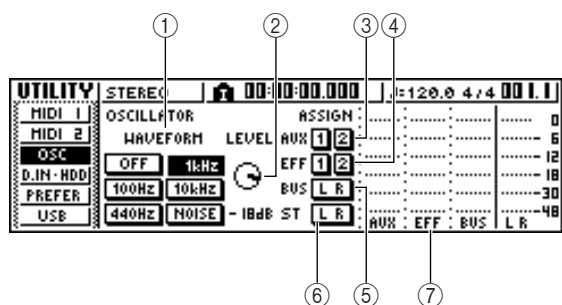 ① ② ③ ④
UTILITY STEREO 00:00:00.000 ♩=120.0 4/4 001.1
MIDI 1 OSCILLATOR ASSIGN 0
MIDI 2 WAVEFORM LEVEL AUX 1 2 6
OSC OFF 1kHz EFF 1 2 12
D.IN·HDD 100Hz 10kHz BUS L R 18
PREFER 30
USB 440Hz NOISE -18dB ST L R 48
AUX EFF BUS L R
⑥ ⑤ ⑦